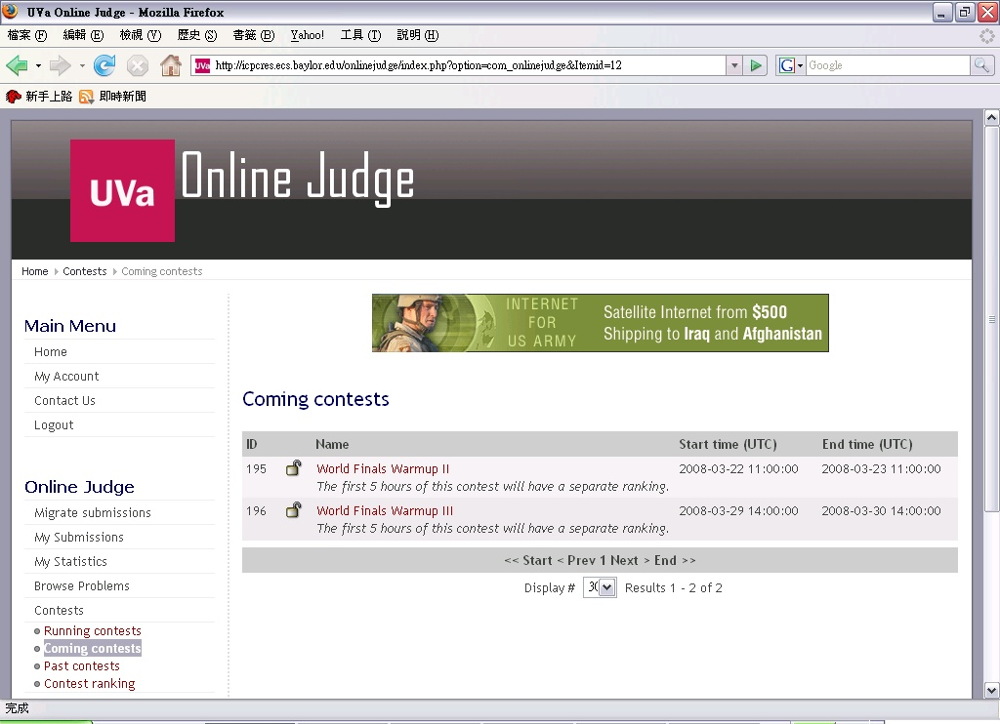 UVa Online Judge - Mozilla Firefox
檔案 (F) 編輯 (E) 檢視 (V) 歷史 (S) 書籤 (B) Yahoo! 工具 (T) 說明 (H)
UVa http://icpcres.ecs.baylor.edu/onlinejudge/index.php?option=com_onlinejudge&Itemid=12 G Google
新手上路 即時新聞
UVa Online Judge
Home Contests Coming contests
INTERNET
FOR
US ARMY
Satellite Internet from $500
Shipping to Iraq and Afghanistan
Main Menu
Home
My Account
Contact Us
Logout
Online Judge
Migrate submissions
My Submissions
My Statistics
Browse Problems
Contests
Running contests
Coming contests
Past contests
Contest ranking
Coming contests
ID Name Start time (UTC) End time (UTC)
195 World Finals Warmup II 2008-03-22 11:00:00 2008-03-23 11:00:00
The first 5 hours of this contest will have a separate ranking.
196 World Finals Warmup III 2008-03-29 14:00:00 2008-03-30 14:00:00
The first 5 hours of this contest will have a separate ranking.
<< Start < Prev 1 Next > End >>
Display # 30 Results 1 - 2 of 2
完成